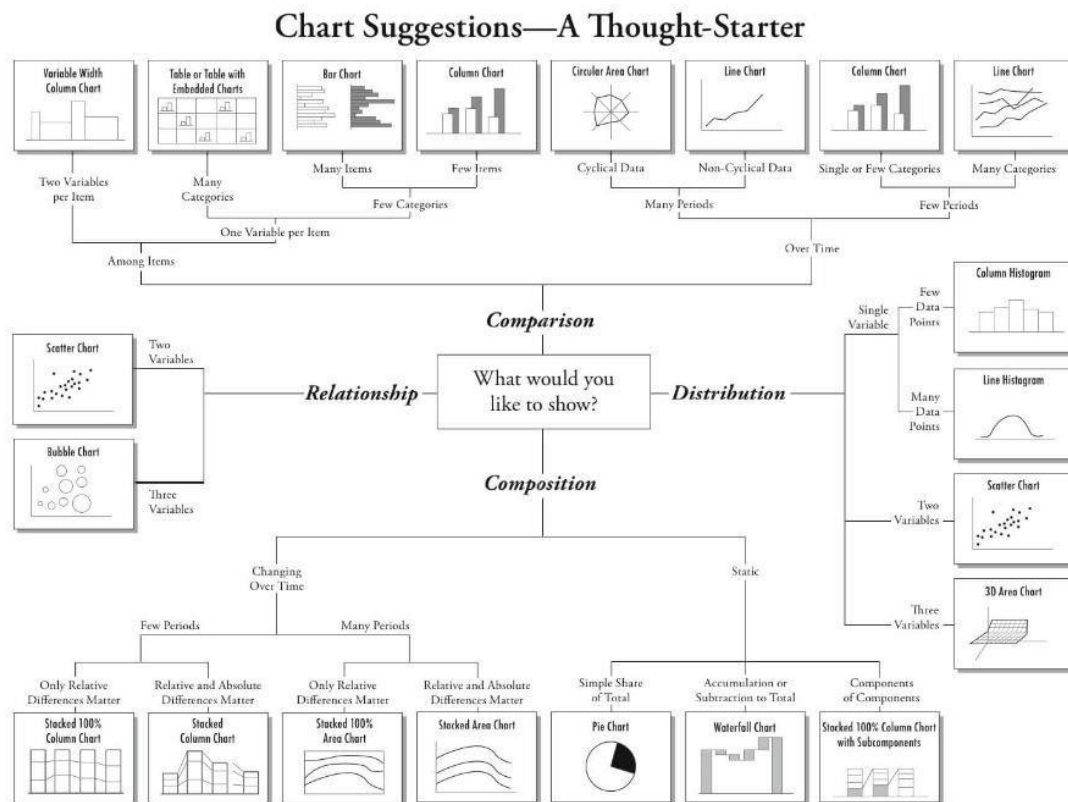 Chart Suggestions—A Thought-Starter
Variable Width
Column Chart
Table or Table with
Embedded Charts
Bar Chart
Column Chart
Circular Area Chart
Line Chart
Column Chart
Line Chart
Two Variables
per Item
Many
Categories
Many Items
Few Items
Cyclical Data
Non-Cyclical Data
Single or Few Categories
Many Categories
Few Categories
Many Periods
Few Periods
One Variable per Item
Among Items
Over Time
Comparison
What would you
like to show?
Relationship
Two
Variables
Scatter Chart
Bubble Chart
Three
Variables
Distribution
Single
Variable
Few
Data
Points
Column Histogram
Many
Data
Points
Line Histogram
Two
Variables
Scatter Chart
Three
Variables
3D Area Chart
Composition
Changing
Over Time
Static
Few Periods
Many Periods
Only Relative
Differences Matter
Relative and Absolute
Differences Matter
Only Relative
Differences Matter
Relative and Absolute
Differences Matter
Simple Share
of Total
Accumulation or
Subtraction to Total
Components
of Components
Stacked 100%
Column Chart
Stacked
Column Chart
Stacked 100%
Area Chart
Stacked Area Chart
Pie Chart
Waterfall Chart
Stacked 100% Column Chart
with Subcomponents